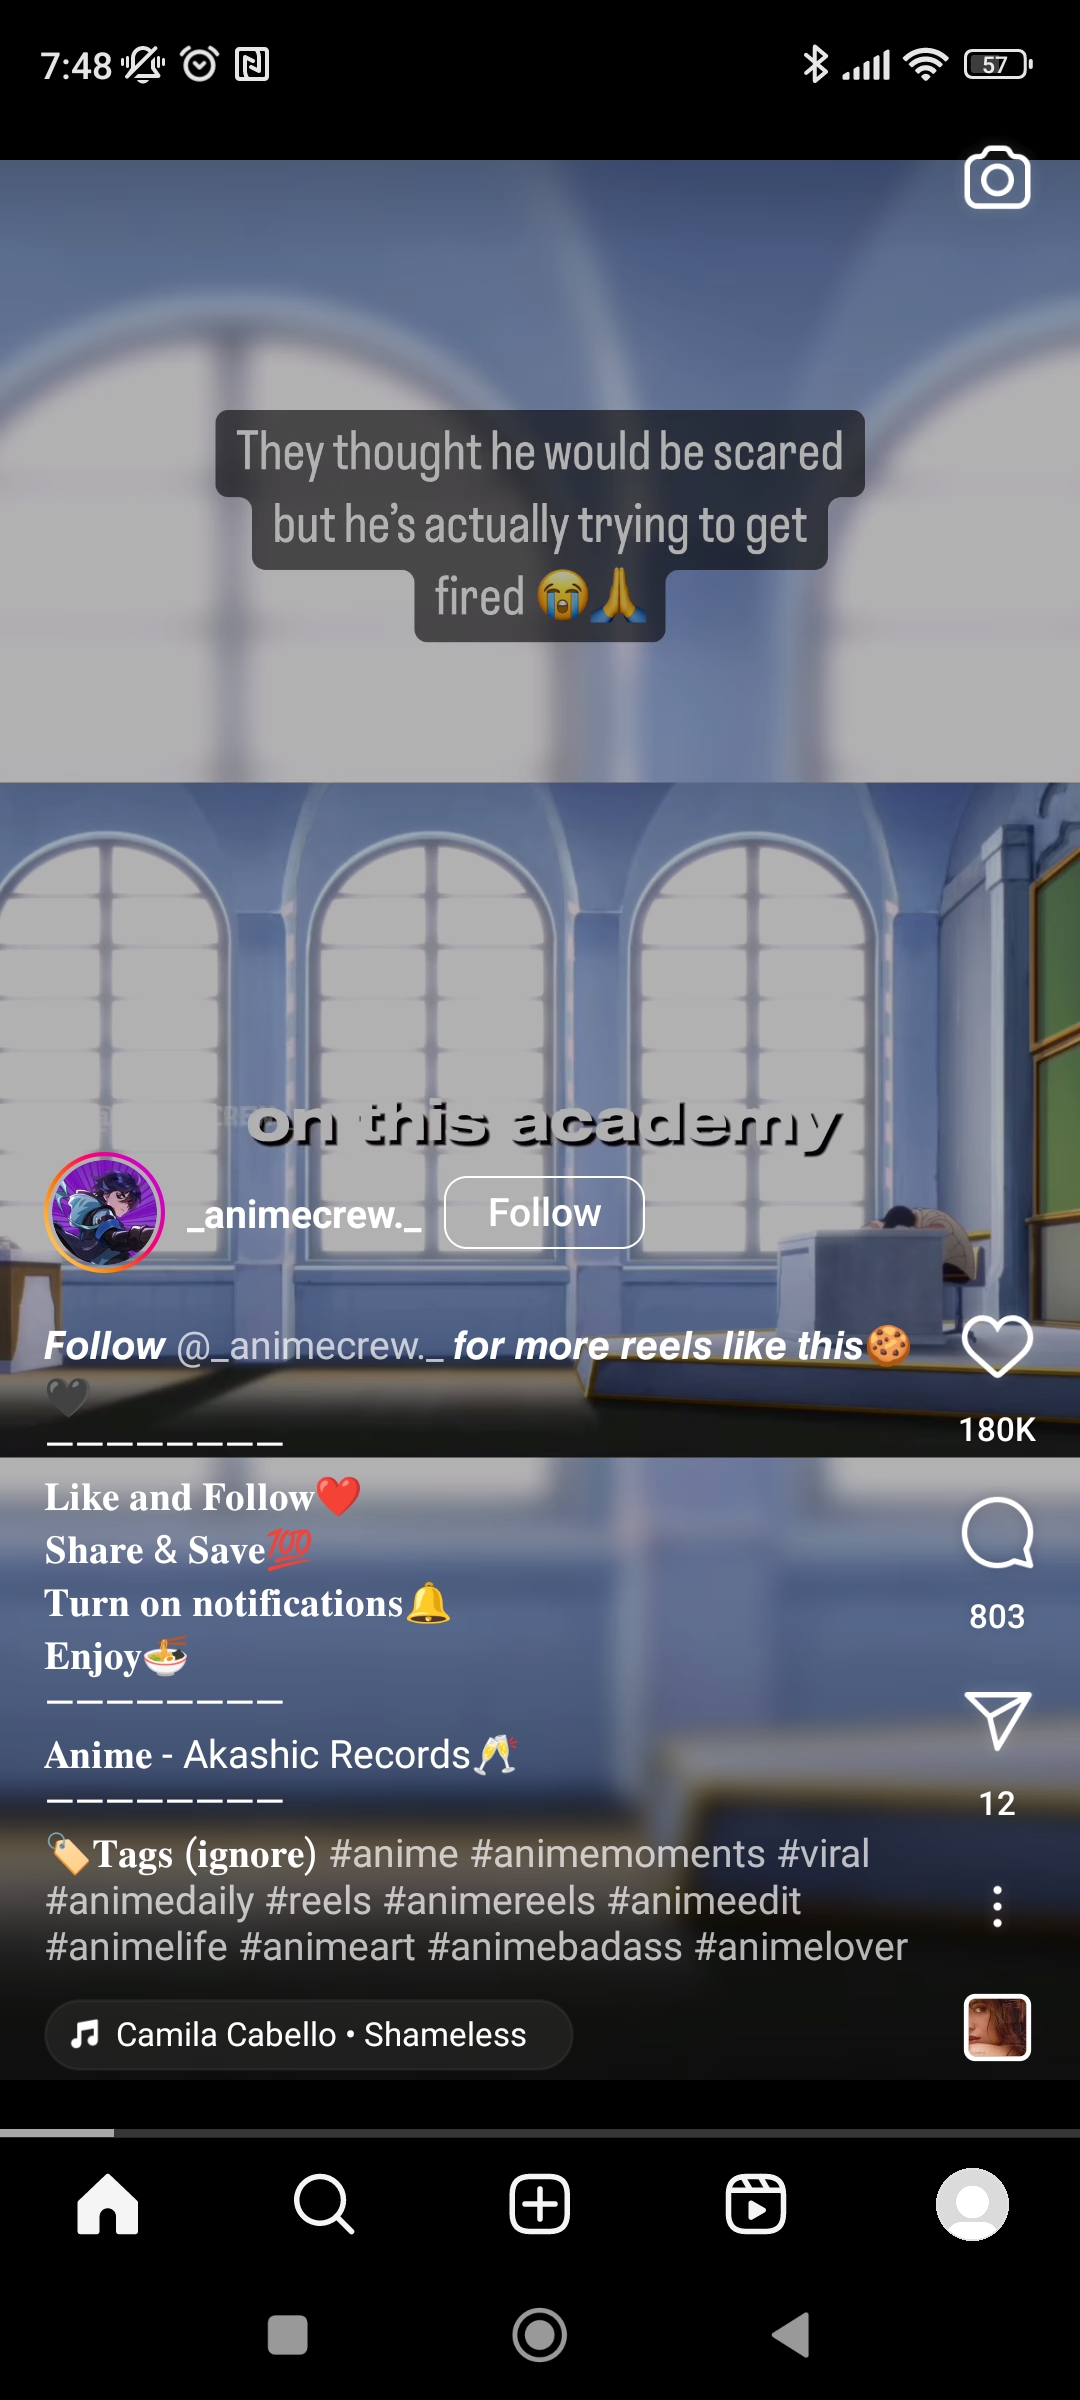 7:48
57
They thought he would be scared
but he's actually trying to get
fired 😭🙏
on this academy
_animecrew._ Follow
Follow @_animecrew._ for more reels like this🍪
🖤
————————
Like and Follow❤️
Share & Save💯
Turn on notifications🔔
Enjoy🍜
————————
Anime - Akashic Records🥂
————————
🏷️Tags (ignore) #anime #animemoments #viral
#animedaily #reels #animereels #animeedit
#animelife #animeart #animebadass #animelover
180K
803
12
Camila Cabello • Shameless